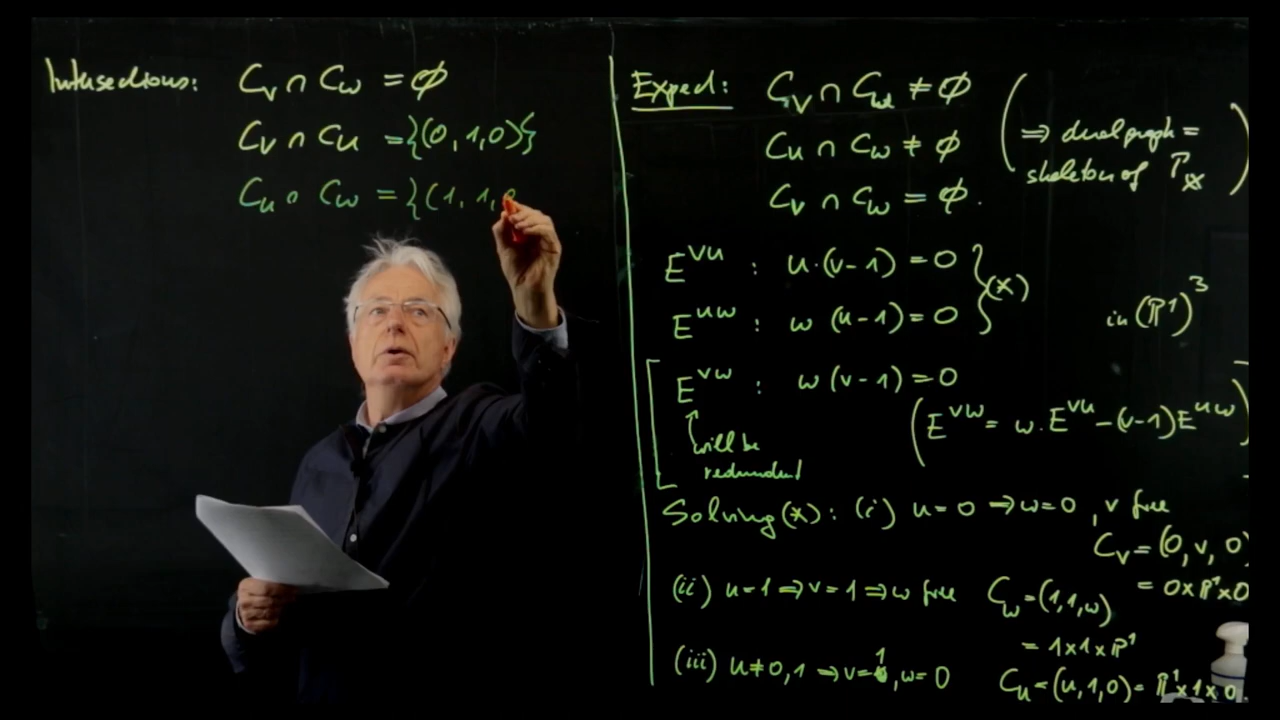 Intersections: C_v ∩ C_w = ∅
C_v ∩ C_u = {(0, 1, 0)}
C_u ∩ C_w = {(1, 1,
Exped: C_v ∩ C_w ≠ ∅
C_u ∩ C_w ≠ ∅
C_v ∩ C_w = ∅.
(⇒ dual graph =
skeleton of T_x)
E^{vu} : u·(v-1) = 0
E^{uw} : w (u-1) = 0
} (x)
in (P^1)^3
[ E^{vw} : w (v-1) = 0
↑ will be
redundant
(E^{vw} = w. E^{vu} - (v-1) E^{uw})
Solving (x): (i) u = 0 ⇒ w = 0, v free
C_v = (0, v, 0)
= 0 x P^1 x 0
(ii) u = 1 ⇒ v = 1 ⇒ w free C_w = (1, 1, w)
= 1 x 1 x P^1
(iii) u ≠ 0, 1 ⇒ v = 1, w = 0 C_u = (u, 1, 0) = P^1 x 1 x 0.